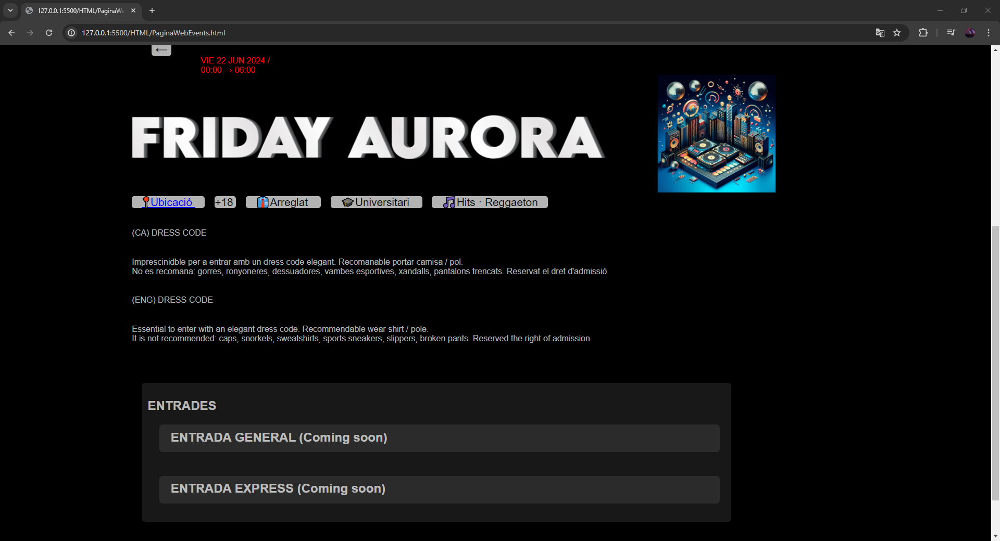 127.0.0.1:5500/HTML/PaginaWe
127.0.0.1:5500/HTML/PaginaWebEvents.html
←
VIE 22 JUN 2024 /
00:00 → 06:00
FRIDAY AURORA
📍Ubicació +18 👔Arreglat 🎓Universitari 🎵Hits · Reggaeton
(CA) DRESS CODE
Imprescinidble per a entrar amb un dress code elegant. Recomanable portar camisa / pol.
No es recomana: gorres, ronyoneres, dessuadores, vambes esportives, xandalls, pantalons trencats. Reservat el dret d'admissió
(ENG) DRESS CODE
Essential to enter with an elegant dress code. Recommendable wear shirt / pole.
It is not recommended: caps, snorkels, sweatshirts, sports sneakers, slippers, broken pants. Reserved the right of admission.
ENTRADES
ENTRADA GENERAL (Coming soon)
ENTRADA EXPRESS (Coming soon)